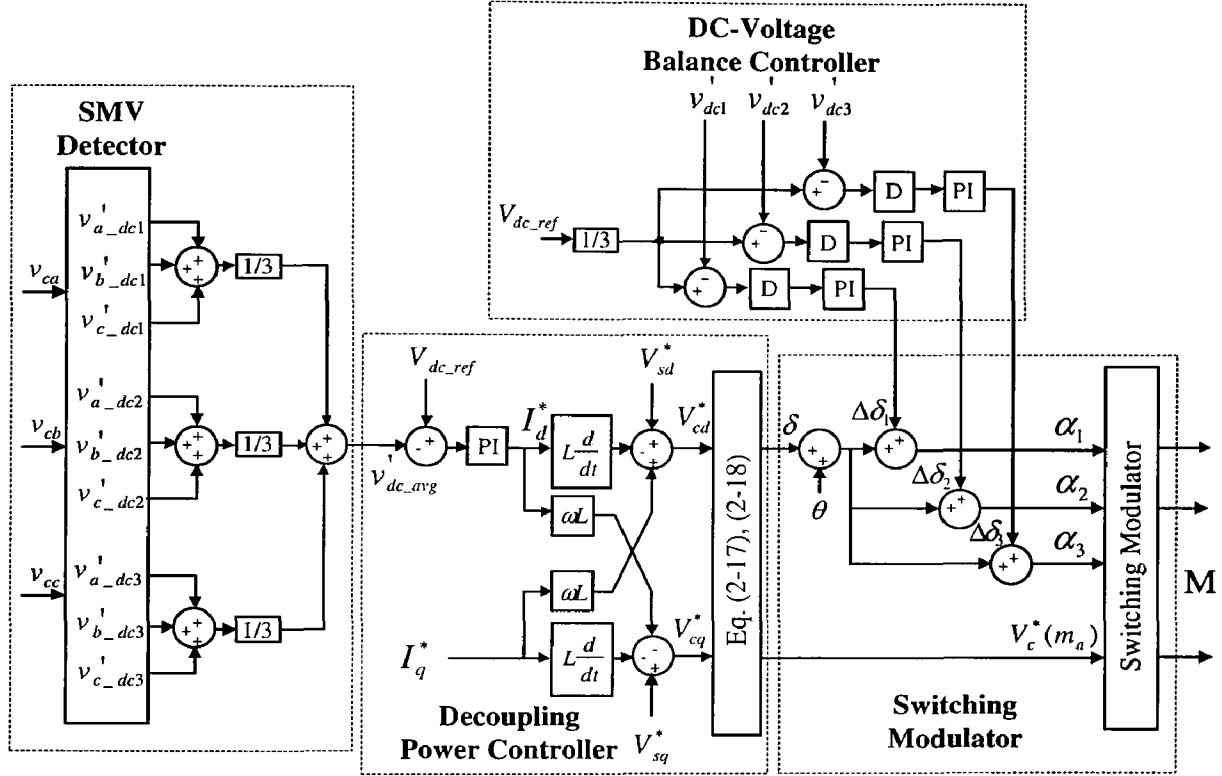 DC-Voltage
Balance Controller
v'dc1 v'dc2 v'dc3
Vdc_ref
1/3
D PI
D PI
D PI
SMV
Detector
vca
vcb
vcc
v'a_dc1
v'b_dc1
v'c_dc1
v'a_dc2
v'b_dc2
v'c_dc2
v'a_dc3
v'b_dc3
v'c_dc3
1/3
1/3
1/3
v'dc_avg
Vdc_ref
PI
I*d
L d/dt
ωL
ωL
L d/dt
I*q
V*sd
V*cd
V*cq
V*sq
Decoupling
Power Controller
Eq. (2-17), (2-18)
δ
θ
Δδ1
Δδ2
Δδ3
α1
α2
α3
V*c(ma)
Switching Modulator
M
Switching
Modulator